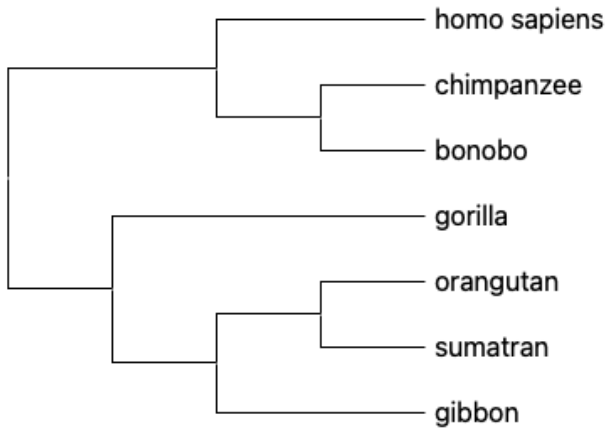 homo sapiens
chimpanzee
bonobo
gorilla
orangutan
sumatran
gibbon